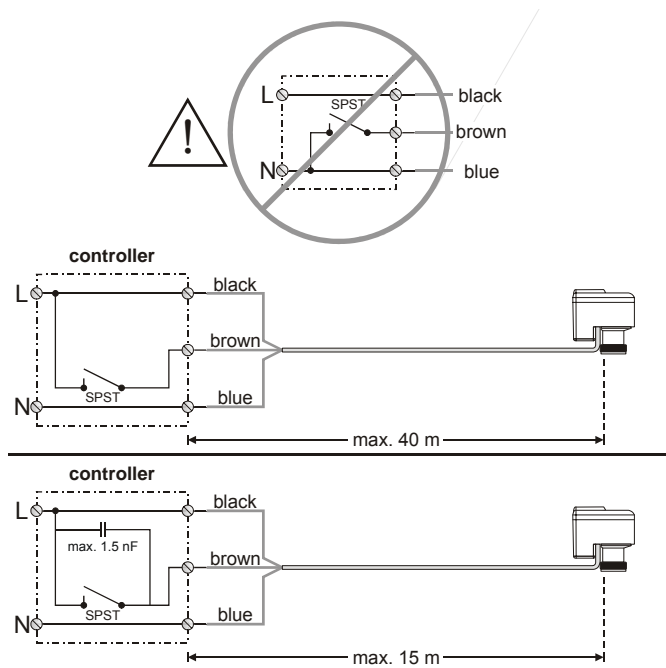 !
L
SPST
black
brown
N
blue
controller
L
black
brown
SPST
N
blue
max. 40 m
controller
L
black
max. 1.5 nF
brown
SPST
N
blue
max. 15 m